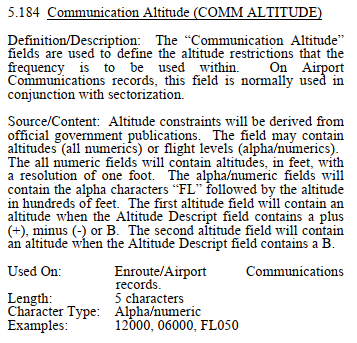 5.184 Communication Altitude (COMM ALTITUDE)
Definition/Description: The “Communication Altitude”
fields are used to define the altitude restrictions that the
frequency is to be used within. On Airport
Communications records, this field is normally used in
conjunction with sectorization.
Source/Content: Altitude constraints will be derived from
official government publications. The field may contain
altitudes (all numerics) or flight levels (alpha/numerics).
The all numeric fields will contain altitudes, in feet, with
a resolution of one foot. The alpha/numeric fields will
contain the alpha characters “FL” followed by the altitude
in hundreds of feet. The first altitude field will contain an
altitude when the Altitude Descript field contains a plus
(+), minus (-) or B. The second altitude field will contain
an altitude when the Altitude Descript field contains a B.
Used On: Enroute/Airport Communications
records.
Length: 5 characters
Character Type: Alpha/numeric
Examples: 12000, 06000, FL050